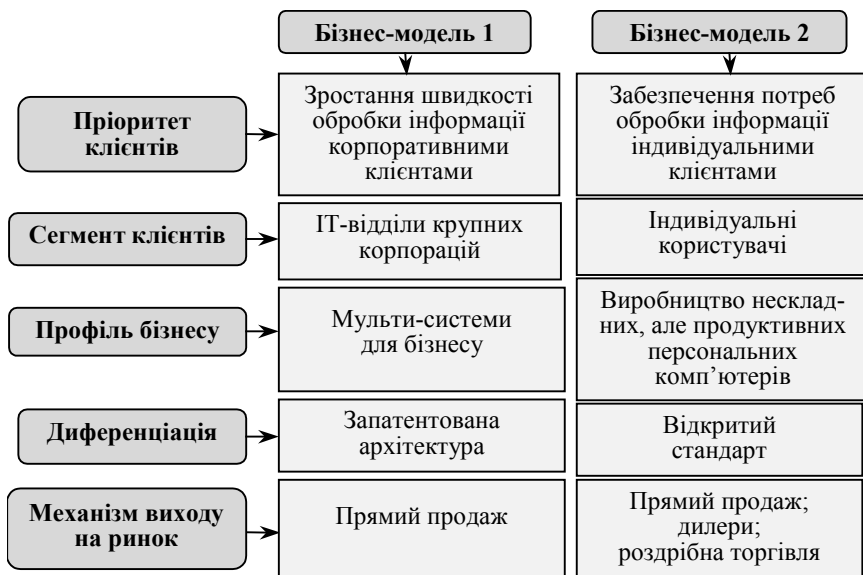 Бізнес-модель 1
Бізнес-модель 2
Пріоритет
клієнтів
Зростання швидкості
обробки інформації
корпоративними
клієнтами
Забезпечення потреб
обробки інформації
індивідуальними
клієнтами
Сегмент клієнтів
ІТ-відділи крупних
корпорацій
Індивідуальні
користувачі
Профіль бізнесу
Мульти-системи
для бізнесу
Виробництво несклад-
них, але продуктивних
персональних
комп’ютерів
Диференціація
Запатентована
архітектура
Відкритий
стандарт
Механізм виходу
на ринок
Прямий продаж
Прямий продаж;
дилери;
роздрібна торгівля